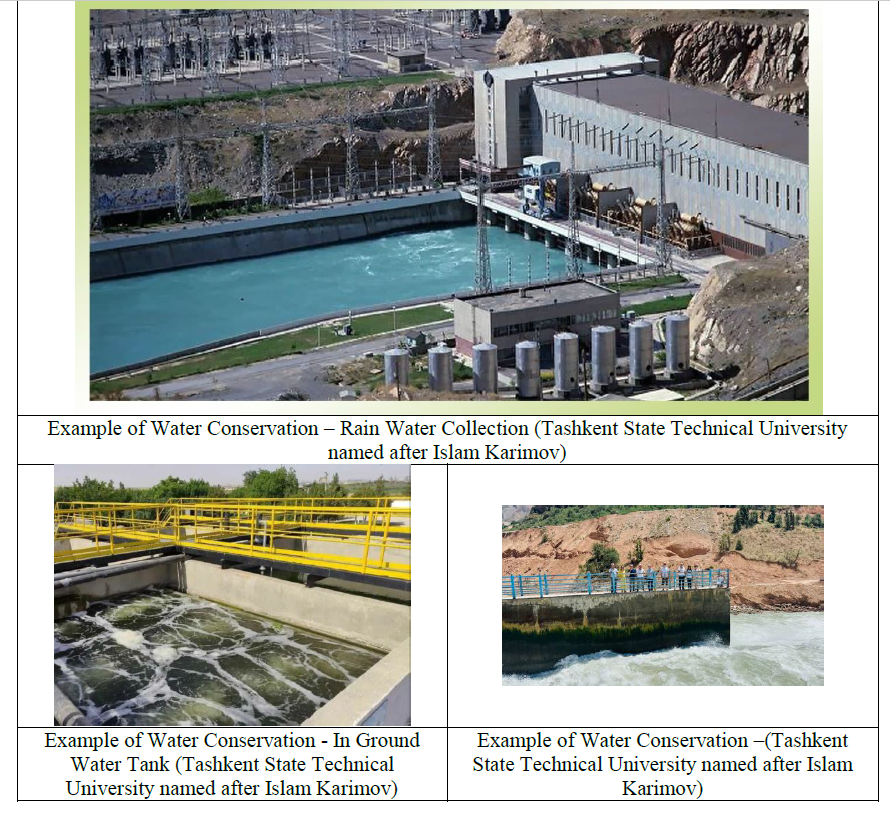 Example of Water Conservation – Rain Water Collection (Tashkent State Technical University
named after Islam Karimov)
Example of Water Conservation - In Ground
Water Tank (Tashkent State Technical
University named after Islam Karimov)
Example of Water Conservation –(Tashkent
State Technical University named after Islam
Karimov)